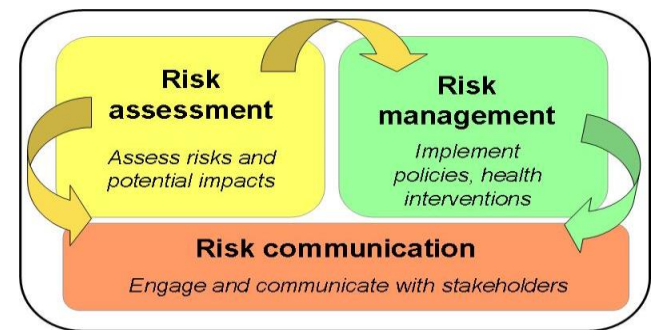 Risk
assessment
Assess risks and
potential impacts
Risk
management
Implement
policies, health
interventions
Risk communication
Engage and communicate with stakeholders